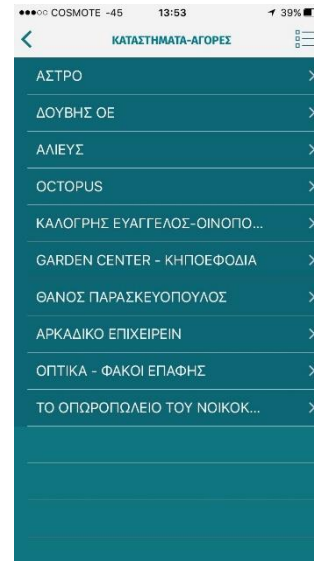 COSMOTE -45 13:53 39%
ΚΑΤΑΣΤΗΜΑΤΑ-ΑΓΟΡΕΣ
ΑΣΤΡΟ
ΔΟΥΒΗΣ ΟΕ
ΑΛΙΕΥΣ
OCTOPUS
ΚΑΛΟΓΡΗΣ ΕΥΑΓΓΕΛΟΣ-ΟΙΝΟΠΟ...
GARDEN CENTER - ΚΗΠΟΕΦΟΔΙΑ
ΘΑΝΟΣ ΠΑΡΑΣΚΕΥΟΠΟΥΛΟΣ
ΑΡΚΑΔΙΚΟ ΕΠΙΧΕΙΡΕΙΝ
ΟΠΤΙΚΑ - ΦΑΚΟΙ ΕΠΑΦΗΣ
ΤΟ ΟΠΩΡΟΠΩΛΕΙΟ ΤΟΥ ΝΟΙΚΟΚ...